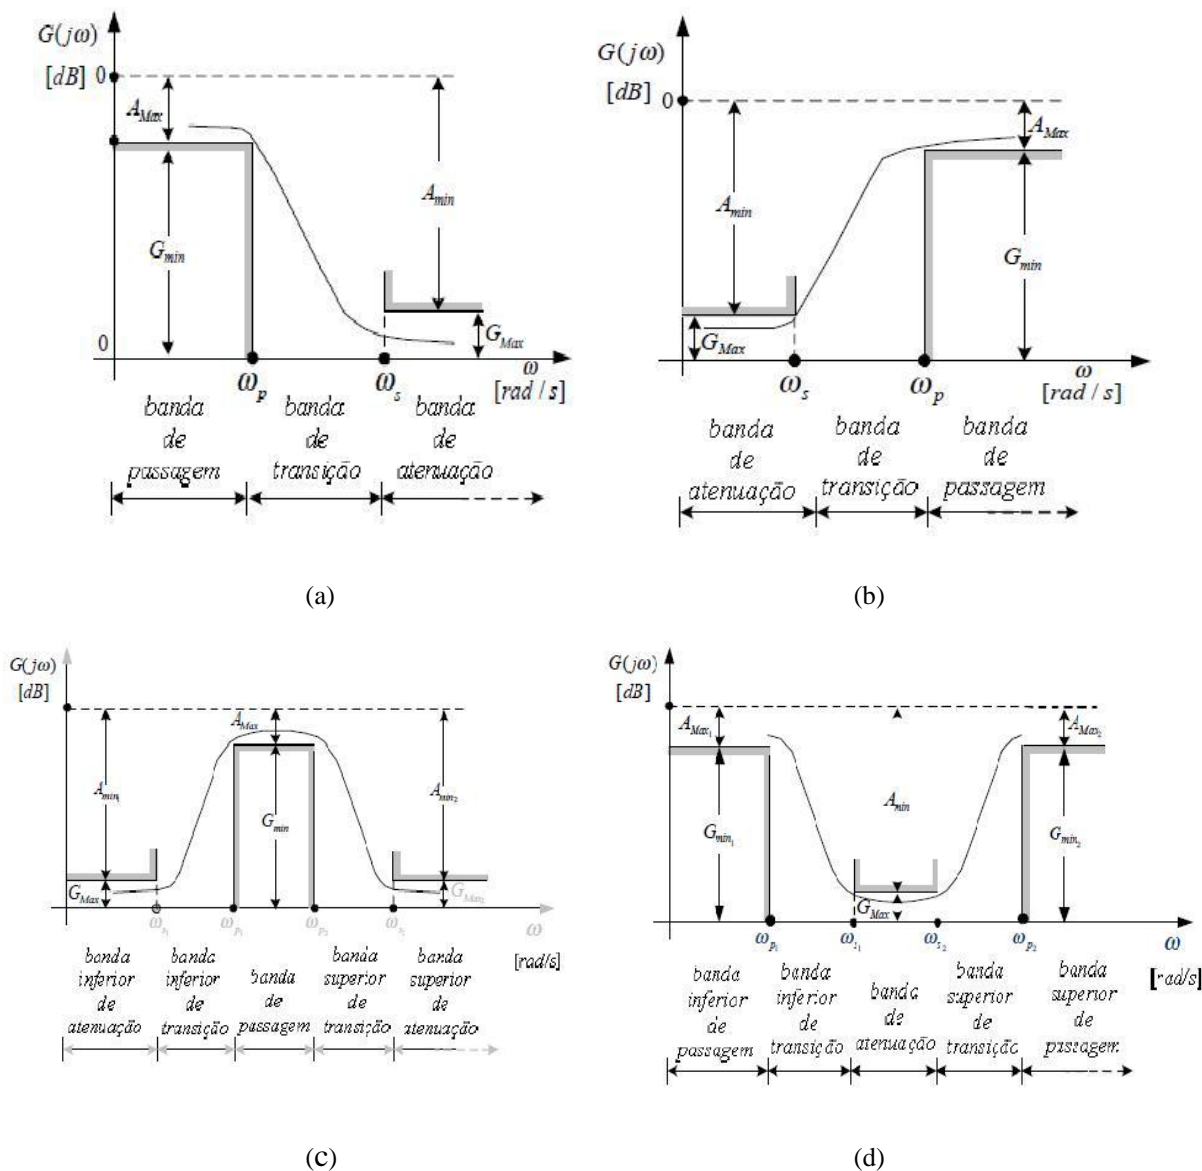 G(jω)
[dB] 0
A_Max
A_min
G_min
G_Max
0
ω_p
ω_s
ω
[rad / s]
banda de passagem
banda de transição
banda de atenuação
(a)
G(jω)
[dB] 0
A_Max
A_min
G_min
G_Max
ω_s
ω_p
ω
[rad / s]
banda de atenuação
banda de transição
banda de passagem
(b)
G(jω)
[dB]
A_Max
A_min₁
A_min₂
G_min
G_Max
G_Max₂
ω_p₁
ω_p₂
ω
[rad/s]
banda inferior de atenuação
banda inferior de transição
banda de passagem
banda superior de transição
banda superior de atenuação
(c)
G(jω)
[dB]
A_Max₁
A_Max₂
A_min
G_min₁
G_min₂
G_Max
ω_p₁
ω_s₁
ω_s₂
ω_p₂
ω
[rad/s]
banda inferior de passagem
banda inferior de transição
banda de atenuação
banda superior de transição
banda superior de passagem
(d)